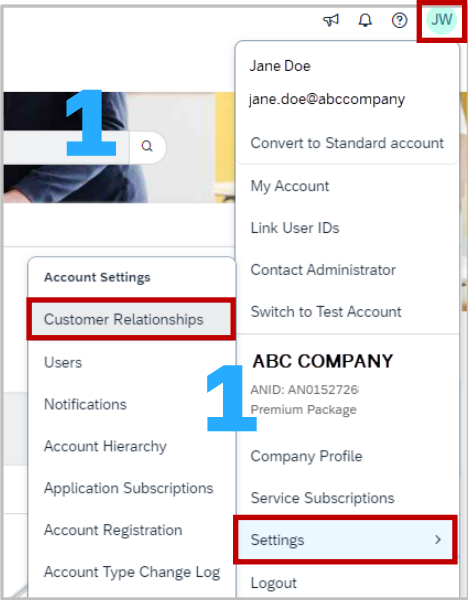 JW
Jane Doe
jane.doe@abccompany
1
Convert to Standard account
My Account
Link User IDs
Contact Administrator
Switch to Test Account
Account Settings
Customer Relationships
Users
Notifications
Account Hierarchy
Application Subscriptions
Account Registration
Account Type Change Log
ABC COMPANY
1
ANID: AN0152726
Premium Package
Company Profile
Service Subscriptions
Settings
Logout